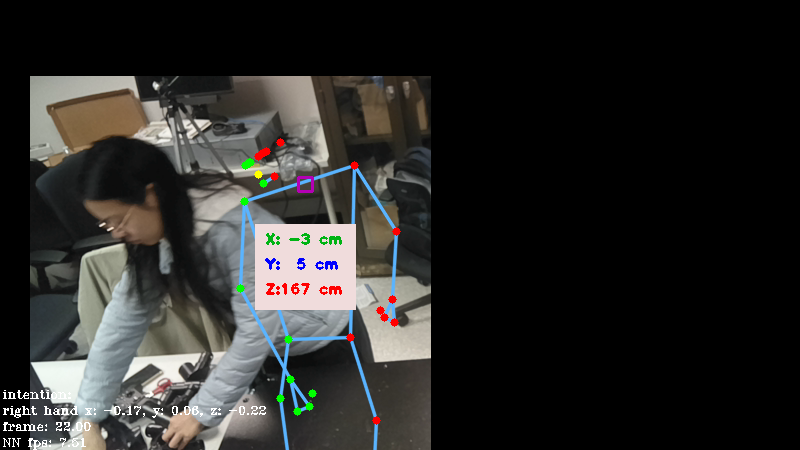 X: -3 cm
Y: 5 cm
Z:167 cm
intention:
right hand x: -0.17, y: 0.06, z: -0.22
frame: 22.00
NN fps: 7.51